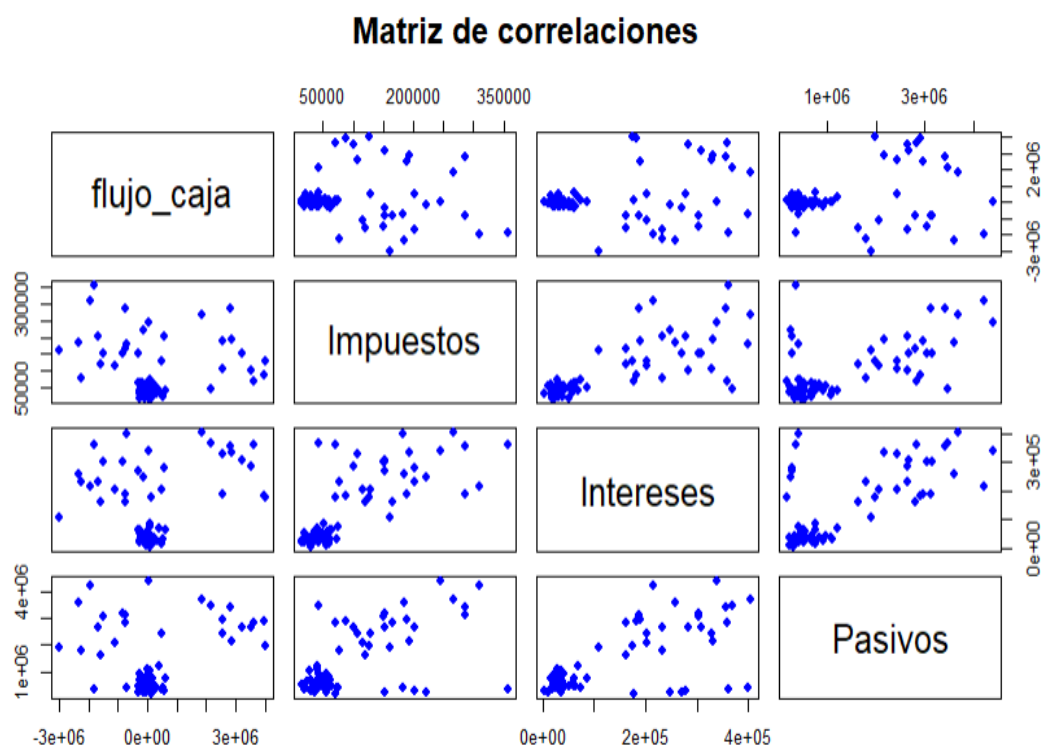 Matriz de correlaciones
50000 200000 350000
1e+06 3e+06
flujo_caja
-3e+06 2e+06
50000 300000
Impuestos
Intereses
0e+00 3e+05
1e+06 4e+06
Pasivos
-3e+06 0e+00 3e+06
0e+00 2e+05 4e+05